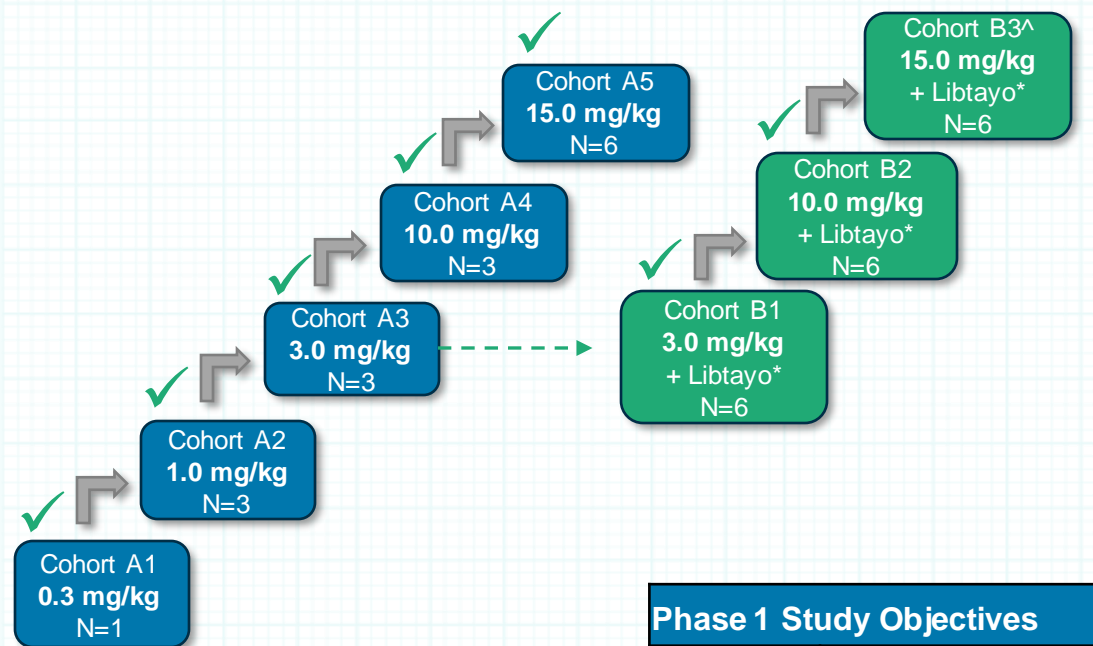 Cohort A1
0.3 mg/kg
N=1
Cohort A2
1.0 mg/kg
N=3
Cohort A3
3.0 mg/kg
N=3
Cohort A4
10.0 mg/kg
N=3
Cohort A5
15.0 mg/kg
N=6
Cohort B1
3.0 mg/kg
+ Libtayo*
N=6
Cohort B2
10.0 mg/kg
+ Libtayo*
N=6
Cohort B3^
15.0 mg/kg
+ Libtayo*
N=6
Phase 1 Study Objectives